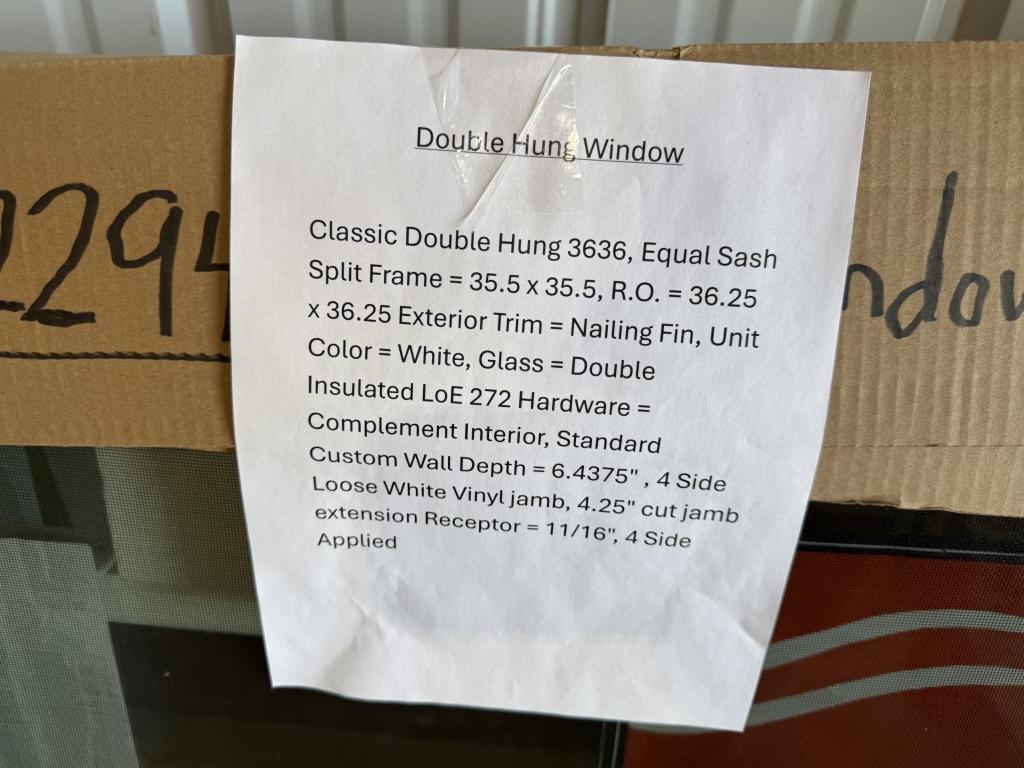 Double Hung Window
Classic Double Hung 3636, Equal Sash
Split Frame = 35.5 x 35.5, R.O. = 36.25
x 36.25 Exterior Trim = Nailing Fin, Unit
Color = White, Glass = Double
Insulated LoE 272 Hardware =
Complement Interior, Standard
Custom Wall Depth = 6.4375" , 4 Side
Loose White Vinyl jamb, 4.25" cut jamb
extension Receptor = 11/16", 4 Side
Applied